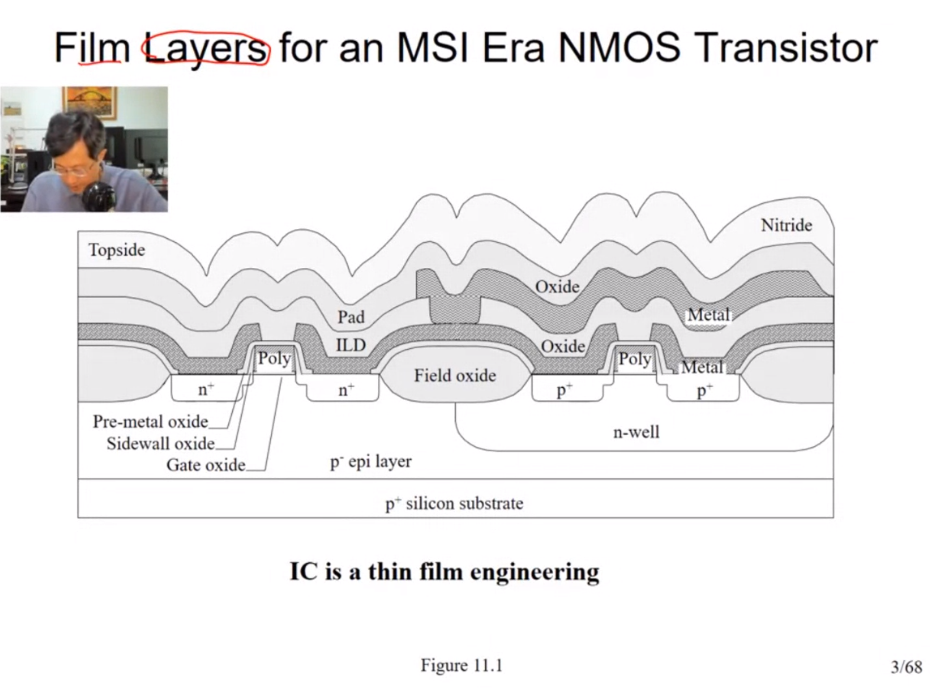 Film Layers for an MSI Era NMOS Transistor
Nitride
Topside
Oxide
Pad
Metal
ILD
Oxide
Poly
Poly
Metal
Field oxide
n⁺
n⁺
p⁺
p⁺
Pre-metal oxide
n-well
Sidewall oxide
Gate oxide
p⁻ epi layer
p⁺ silicon substrate
IC is a thin film engineering
Figure 11.1
3/68